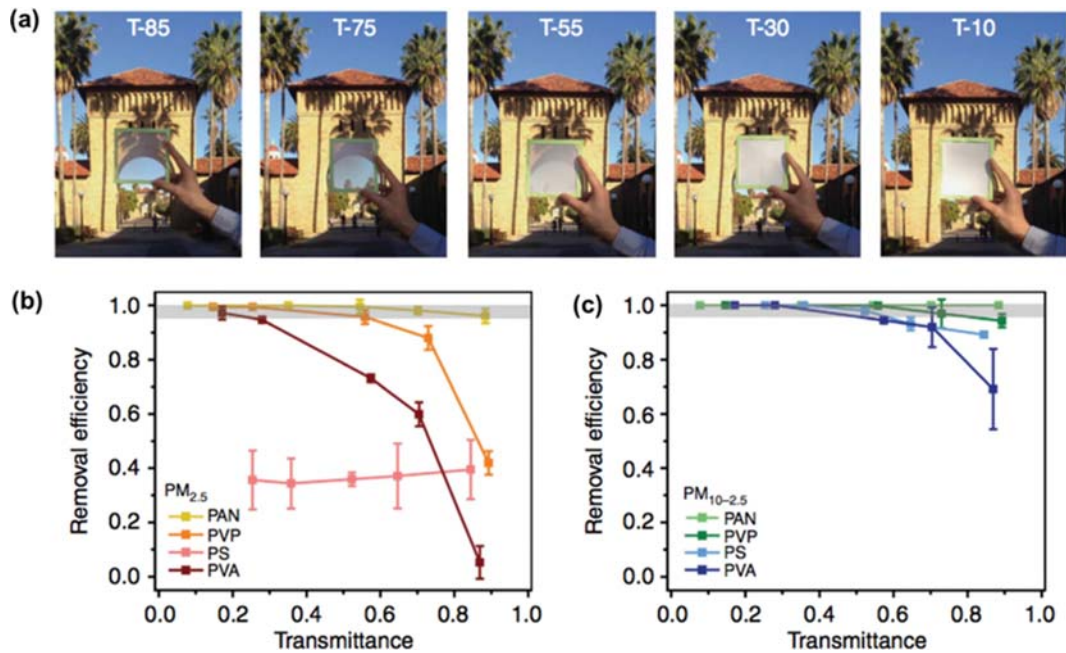 (a)
T-85 T-75 T-55 T-30 T-10
(b)
Removal efficiency
1.0
0.8
0.6
0.4
0.2
0.0
PM2.5
PAN
PVP
PS
PVA
0.0 0.2 0.4 0.6 0.8 1.0
Transmittance
(c)
Removal efficiency
1.0
0.8
0.6
0.4
0.2
0.0
PM10–2.5
PAN
PVP
PS
PVA
0.0 0.2 0.4 0.6 0.8 1.0
Transmittance